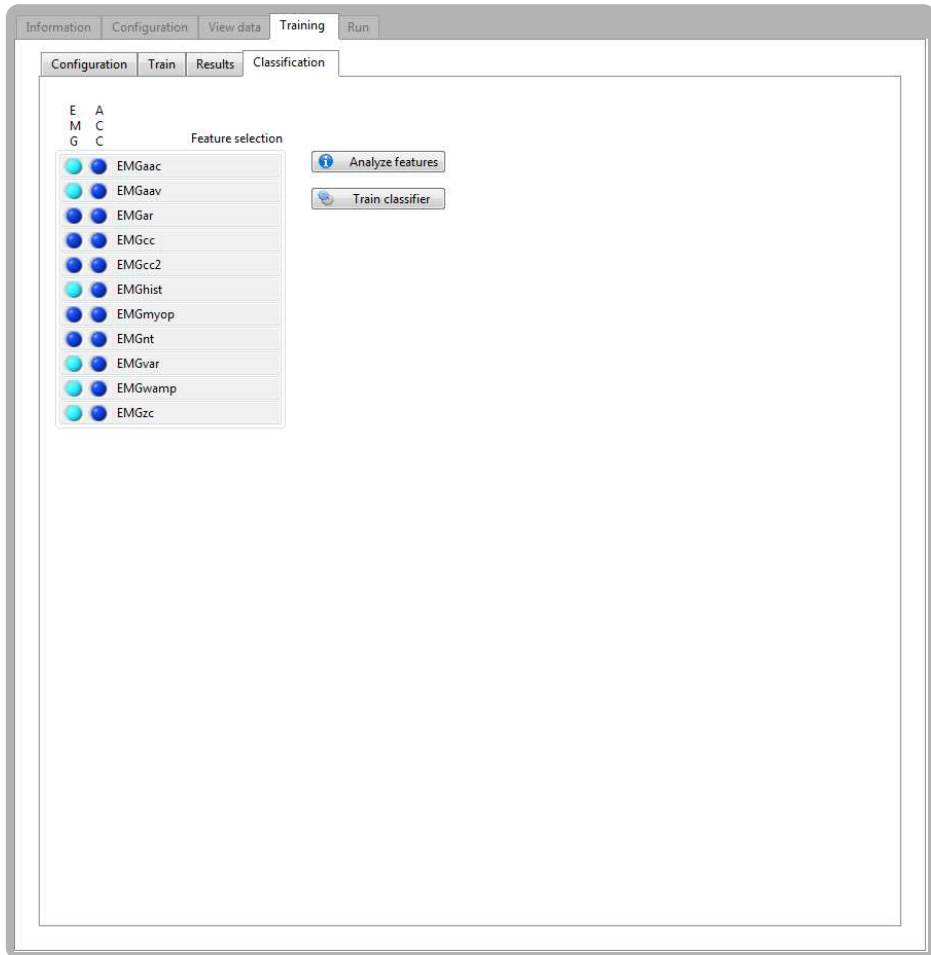 Information Configuration View data Training Run
Configuration Train Results Classification
E A
M C
G C Feature selection
EMGaac
EMGaav
EMGar
EMGcc
EMGcc2
EMGhist
EMGmyop
EMGnt
EMGvar
EMGwamp
EMGzc
Analyze features
Train classifier